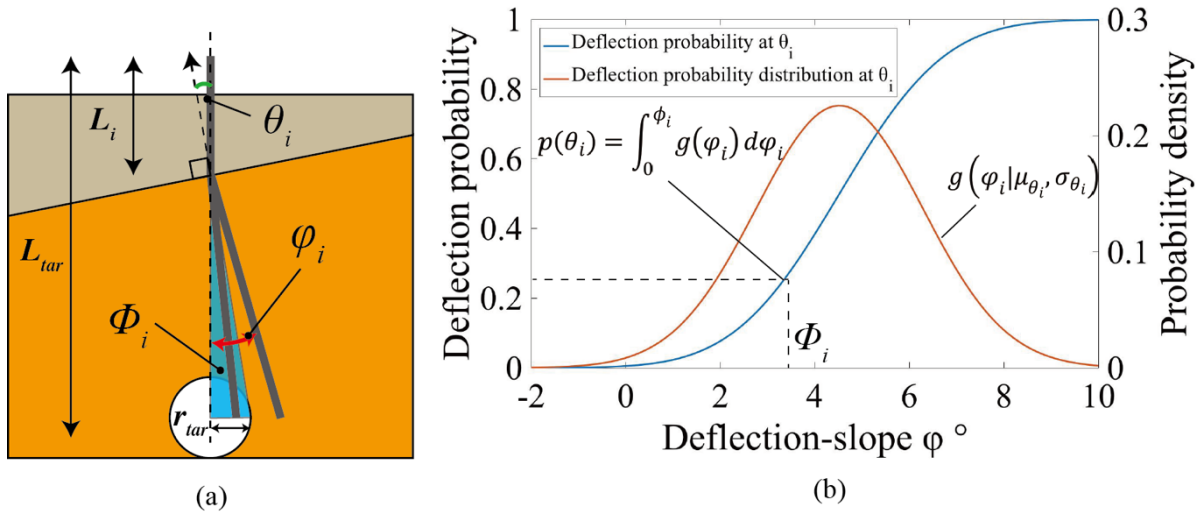 L_i
θ_i
L_tar
φ_i
Φ_i
r_tar
(a)
(b)
Deflection probability
1
0.8
0.6
0.4
0.2
0
Deflection probability at θ_i
Deflection probability distribution at θ_i
p(θ_i) = ∫_0^{ϕ_i} g(φ_i) dφ_i
g(φ_i|μ_{θ_i}, σ_{θ_i})
Φ_i
0.3
0.2
0.1
0
Probability density
-2 0 2 4 6 8 10
Deflection-slope φ °
(b)